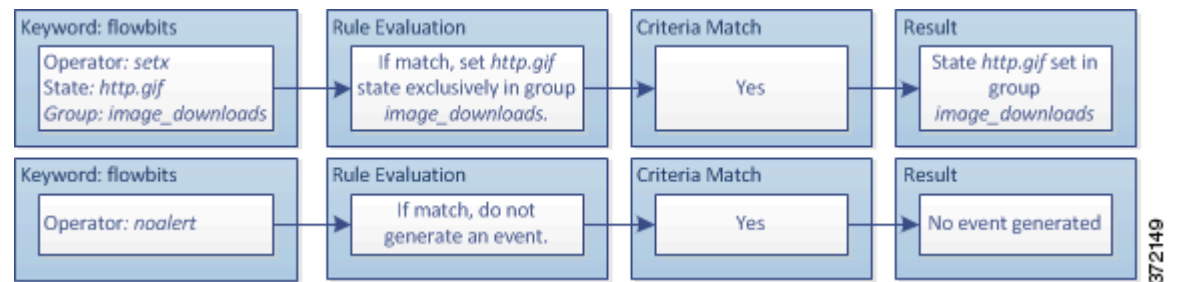 Keyword: flowbits
Operator: setx
State: http.gif
Group: image_downloads
Rule Evaluation
If match, set http.gif
state exclusively in group
image_downloads.
Criteria Match
Yes
Result
State http.gif set in
group
image_downloads
Keyword: flowbits
Operator: noalert
Rule Evaluation
If match, do not
generate an event.
Criteria Match
Yes
Result
No event generated
372149